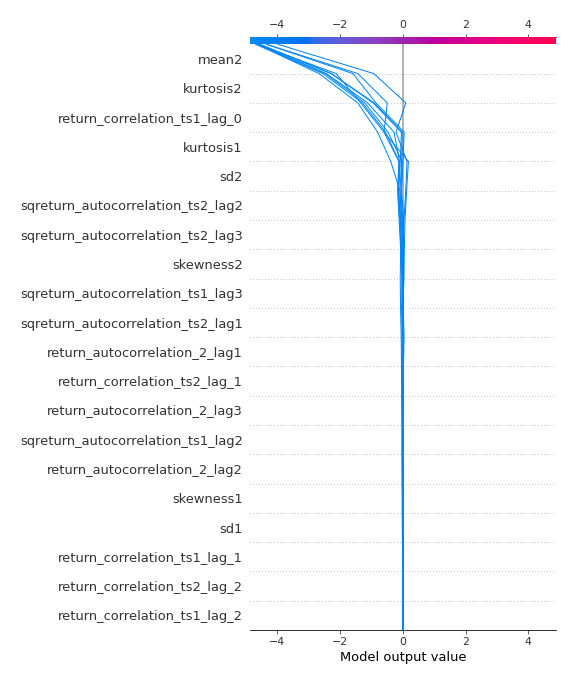 −4 −2 0 2 4
mean2
kurtosis2
return_correlation_ts1_lag_0
kurtosis1
sd2
sqreturn_autocorrelation_ts2_lag2
sqreturn_autocorrelation_ts2_lag3
skewness2
sqreturn_autocorrelation_ts1_lag3
sqreturn_autocorrelation_ts2_lag1
return_autocorrelation_2_lag1
return_correlation_ts2_lag_1
return_autocorrelation_2_lag3
sqreturn_autocorrelation_ts1_lag2
return_autocorrelation_2_lag2
skewness1
sd1
return_correlation_ts1_lag_1
return_correlation_ts2_lag_2
return_correlation_ts1_lag_2
−4 −2 0 2 4
Model output value